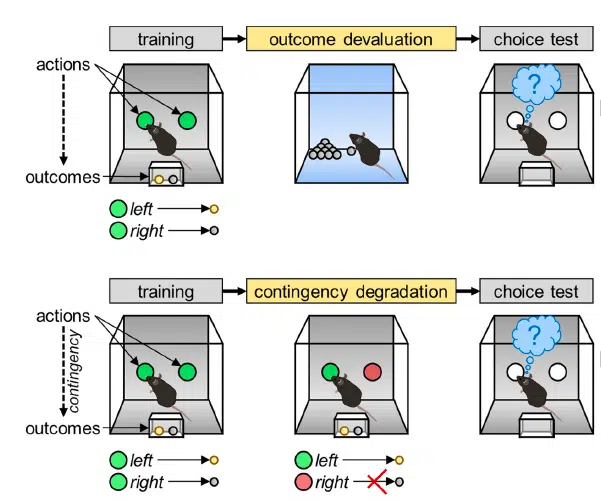 training
outcome devaluation
choice test
actions
?
outcomes
left
right
training
contingency degradation
choice test
actions
?
contingency
outcomes
left
left
right
right